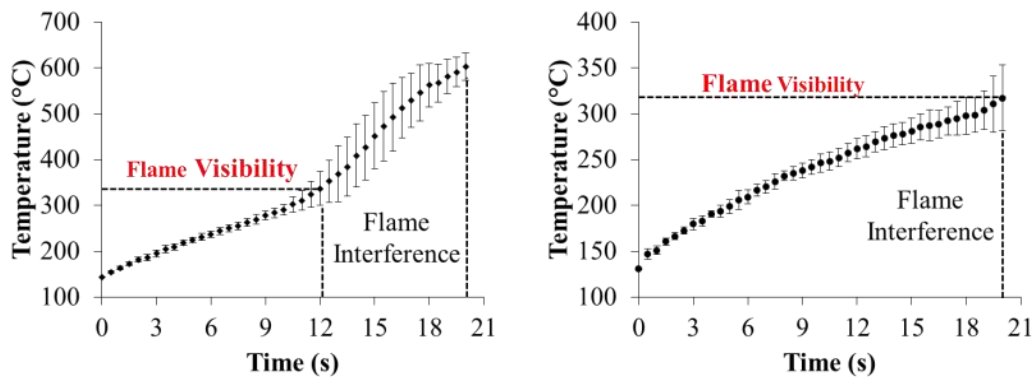 700
600
500
400
300
200
100
Temperature (°C)
Flame Visibility
Flame
Interference
0 3 6 9 12 15 18 21
Time (s)
400
350
300
250
200
150
100
Temperature (°C)
Flame Visibility
Flame
Interference
0 3 6 9 12 15 18 21
Time (s)